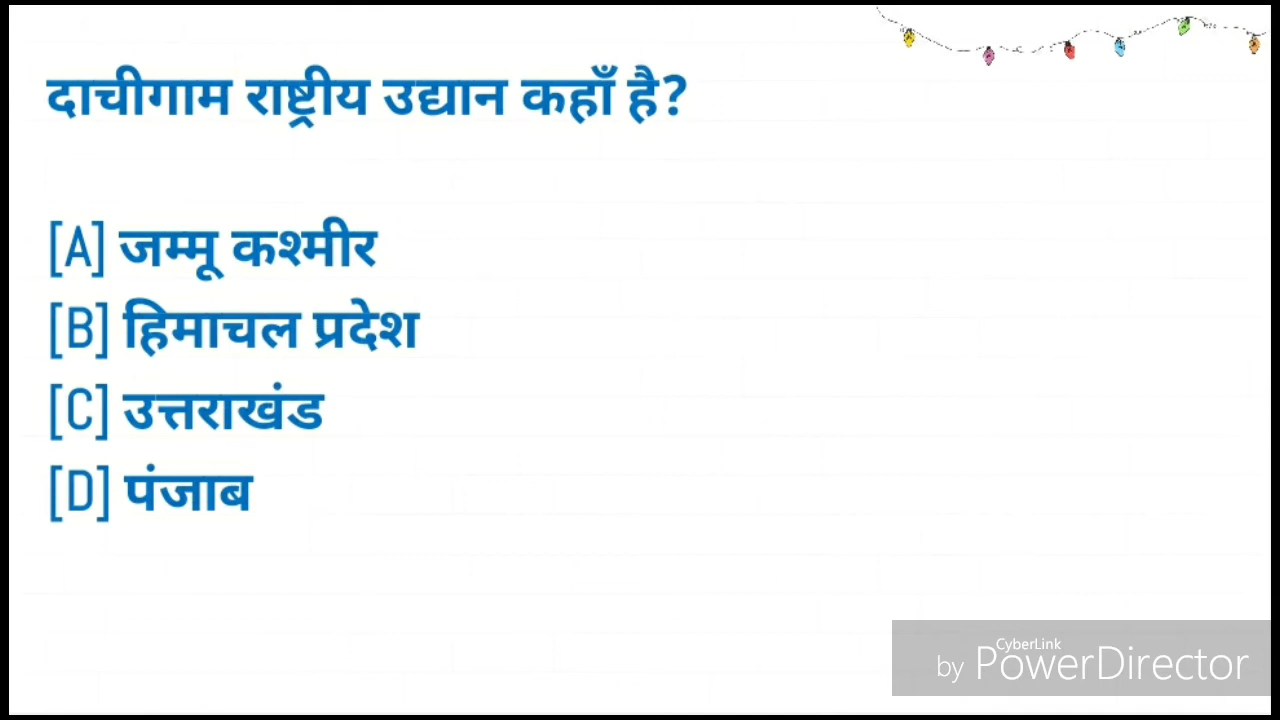 दाचीगाम राष्ट्रीय उद्यान कहाँ है?
[A] जम्मू कश्मीर
[B] हिमाचल प्रदेश
[C] उत्तराखंड
[D] पंजाब
CyberLink
by PowerDirector